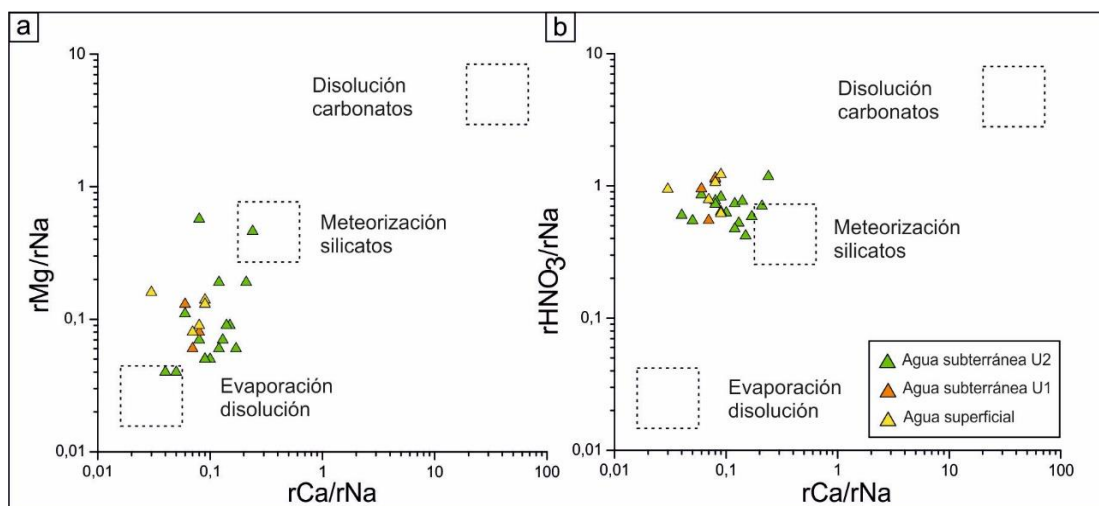 a
10
1
0,1
0,01
rMg/rNa
Disolución
carbonatos
Meteorización
silicatos
Evaporación
disolución
0,01
0,1
1
10
100
rCa/rNa
b
10
1
0,1
0,01
rHNO3/rNa
Disolución
carbonatos
Meteorización
silicatos
Evaporación
disolución
Agua subterránea U2
Agua subterránea U1
Agua superficial
0,01
0,1
1
10
100
rCa/rNa